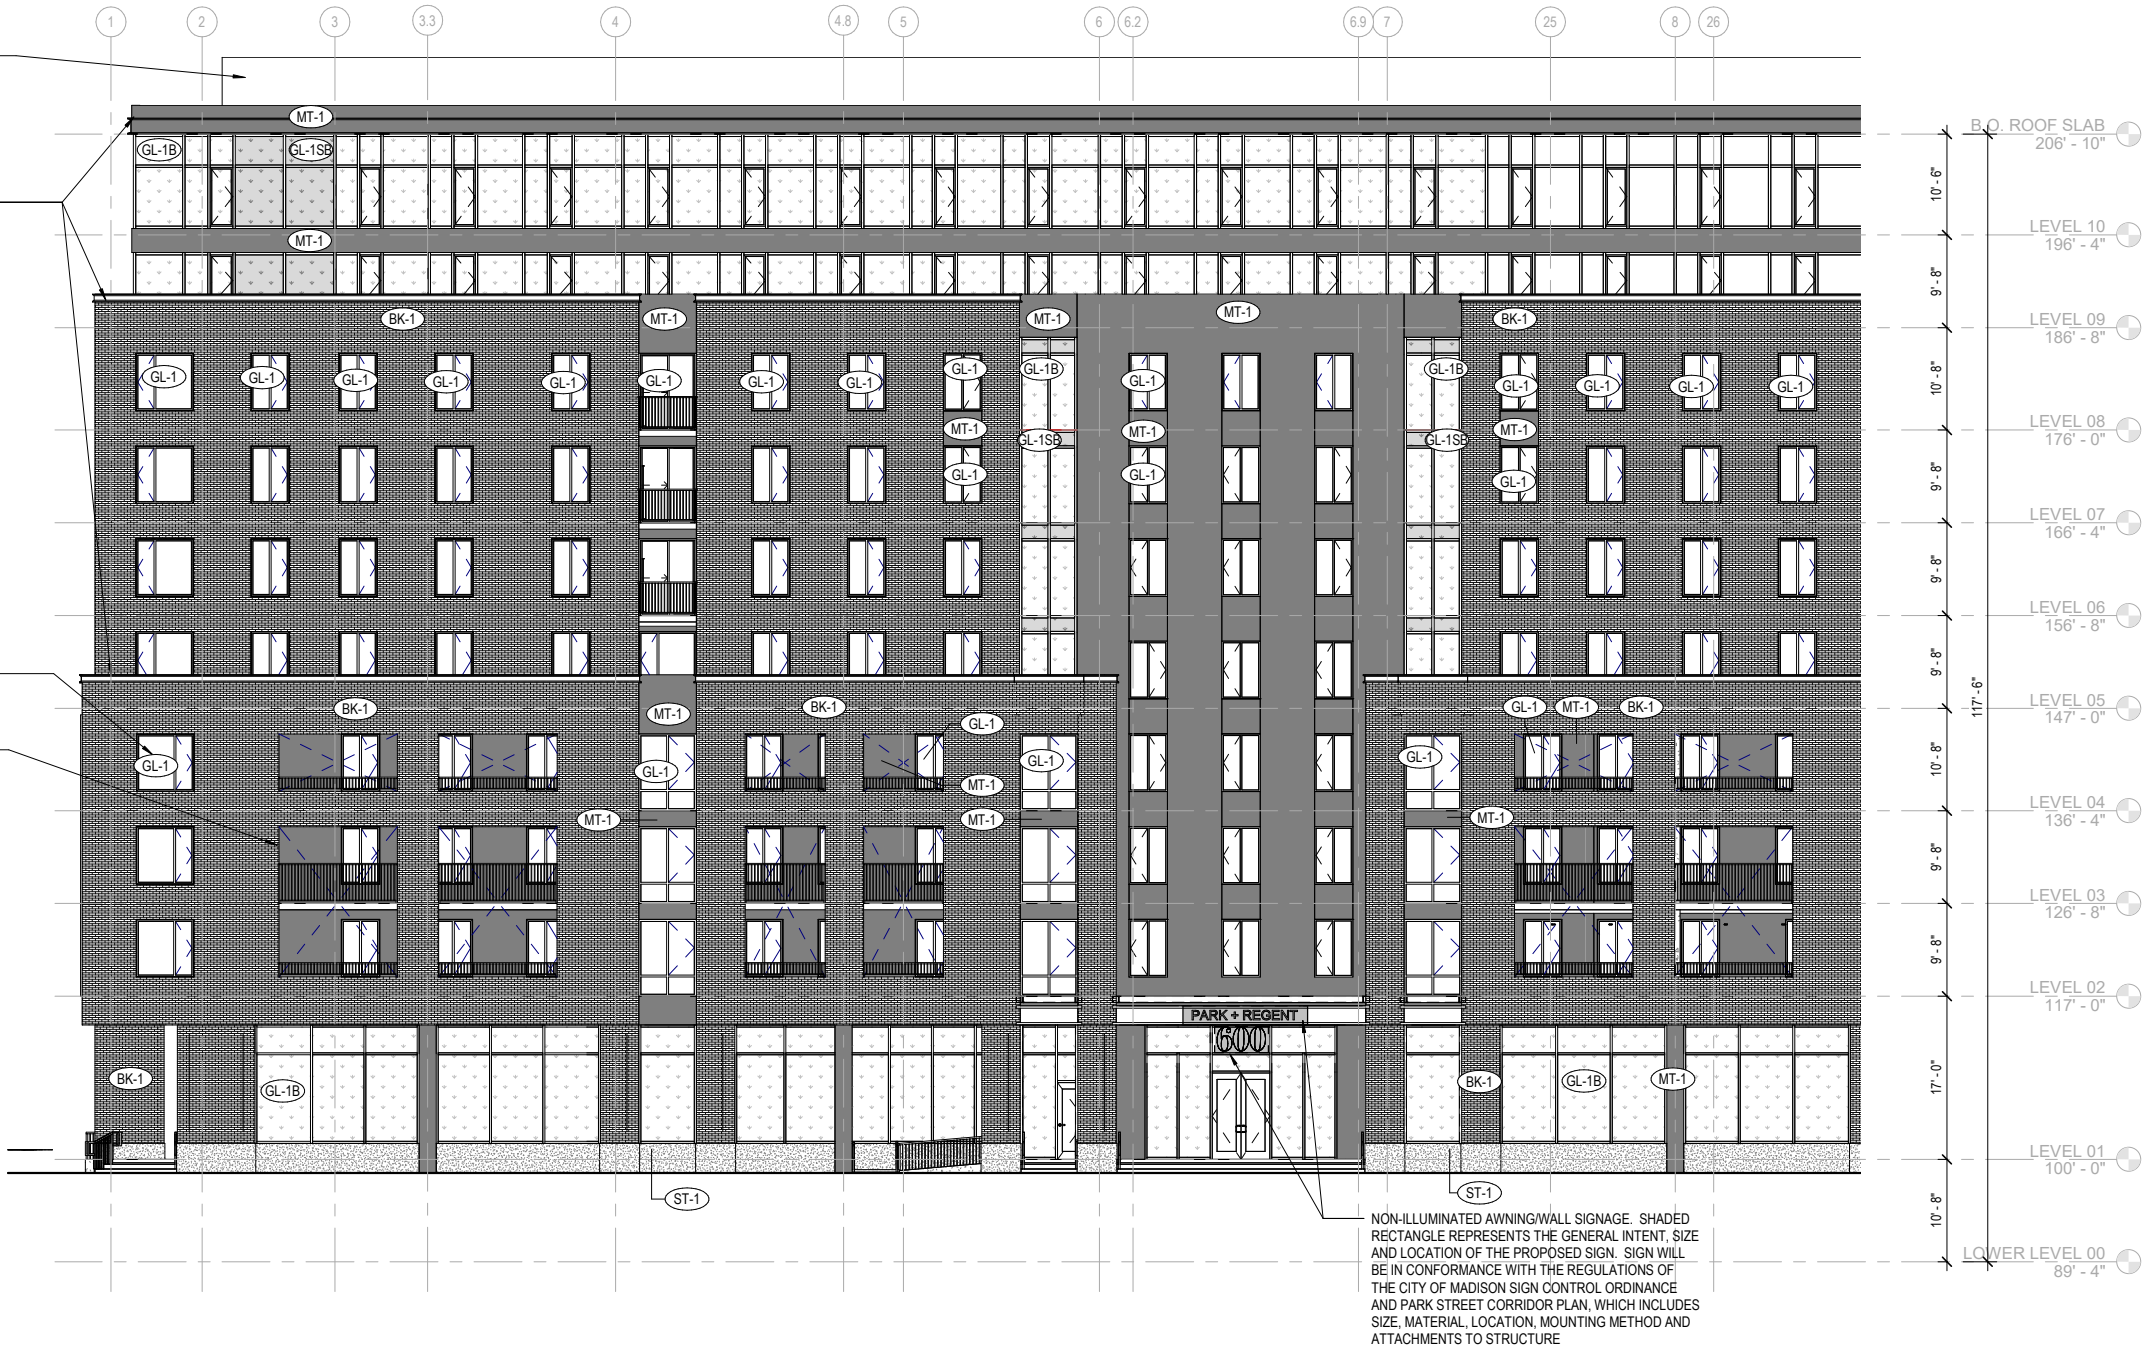 1 2 3 3.3 4 4.8 5 6 6.2 6.9 7 25 8 26
MT-1
B.O. ROOF SLAB
206' - 10"
GL-1B GL-1SB
10' - 6"
LEVEL 10
196' - 4"
MT-1
9' - 8"
BK-1 MT-1 MT-1 MT-1 BK-1
LEVEL 09
186' - 8"
GL-1 GL-1 GL-1 GL-1 GL-1 GL-1 GL-1 GL-1 GL-1 GL-1B GL-1 GL-1B GL-1 GL-1 GL-1 GL-1
10' - 8"
MT-1 GL-1SB MT-1 GL-1SB MT-1
LEVEL 08
176' - 0"
GL-1 GL-1 GL-1
9' - 8"
LEVEL 07
166' - 4"
9' - 8"
LEVEL 06
156' - 8"
9' - 8"
117' - 6"
BK-1 MT-1 BK-1 GL-1 GL-1 MT-1 BK-1
LEVEL 05
147' - 0"
GL-1 GL-1 MT-1 GL-1 GL-1
10' - 8"
MT-1 MT-1 MT-1
LEVEL 04
136' - 4"
9' - 8"
LEVEL 03
126' - 8"
9' - 8"
LEVEL 02
117' - 0"
PARK + REGENT
600
BK-1 GL-1B BK-1 GL-1B MT-1
17' - 0"
LEVEL 01
100' - 0"
ST-1 ST-1
10' - 8"
LOWER LEVEL 00
89' - 4"
NON-ILLUMINATED AWNING/WALL SIGNAGE. SHADED
RECTANGLE REPRESENTS THE GENERAL INTENT, SIZE
AND LOCATION OF THE PROPOSED SIGN. SIGN WILL
BE IN CONFORMANCE WITH THE REGULATIONS OF
THE CITY OF MADISON SIGN CONTROL ORDINANCE
AND PARK STREET CORRIDOR PLAN, WHICH INCLUDES
SIZE, MATERIAL, LOCATION, MOUNTING METHOD AND
ATTACHMENTS TO STRUCTURE